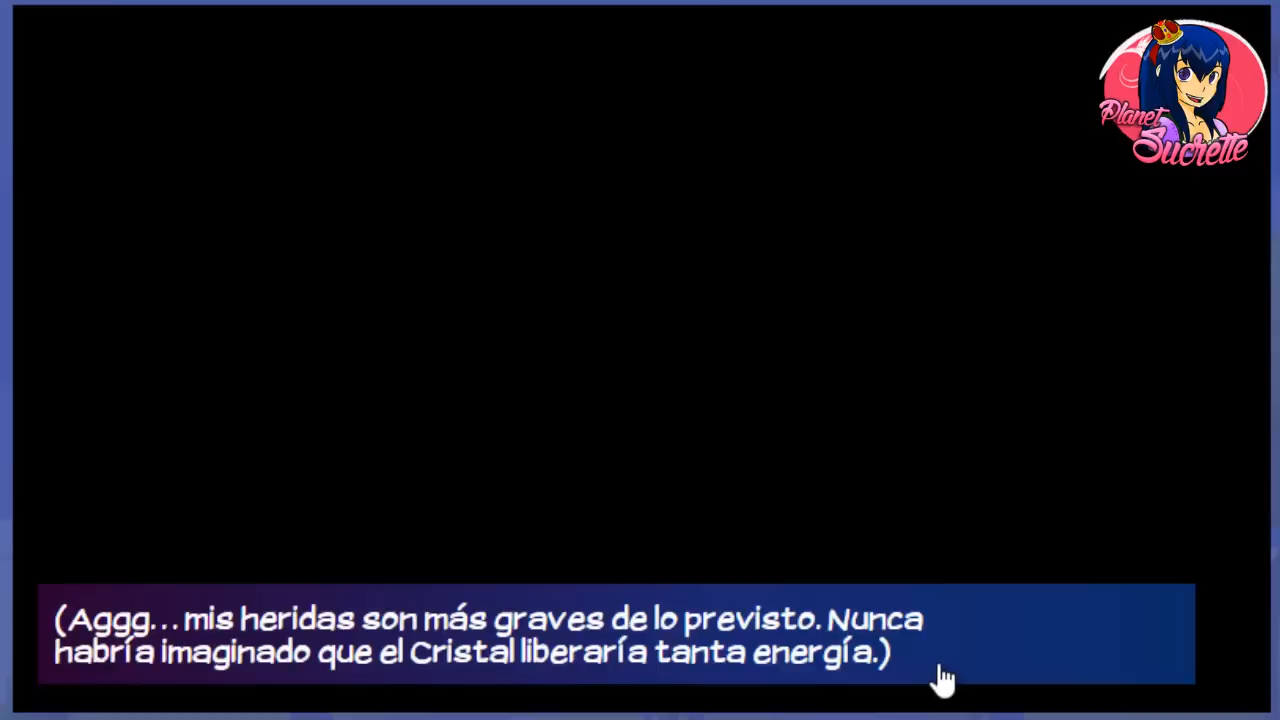 Planet
Sucrette
(Aggg... mis heridas son más graves de lo previsto. Nunca
habría imaginado que el Cristal liberaría tanta energía.)